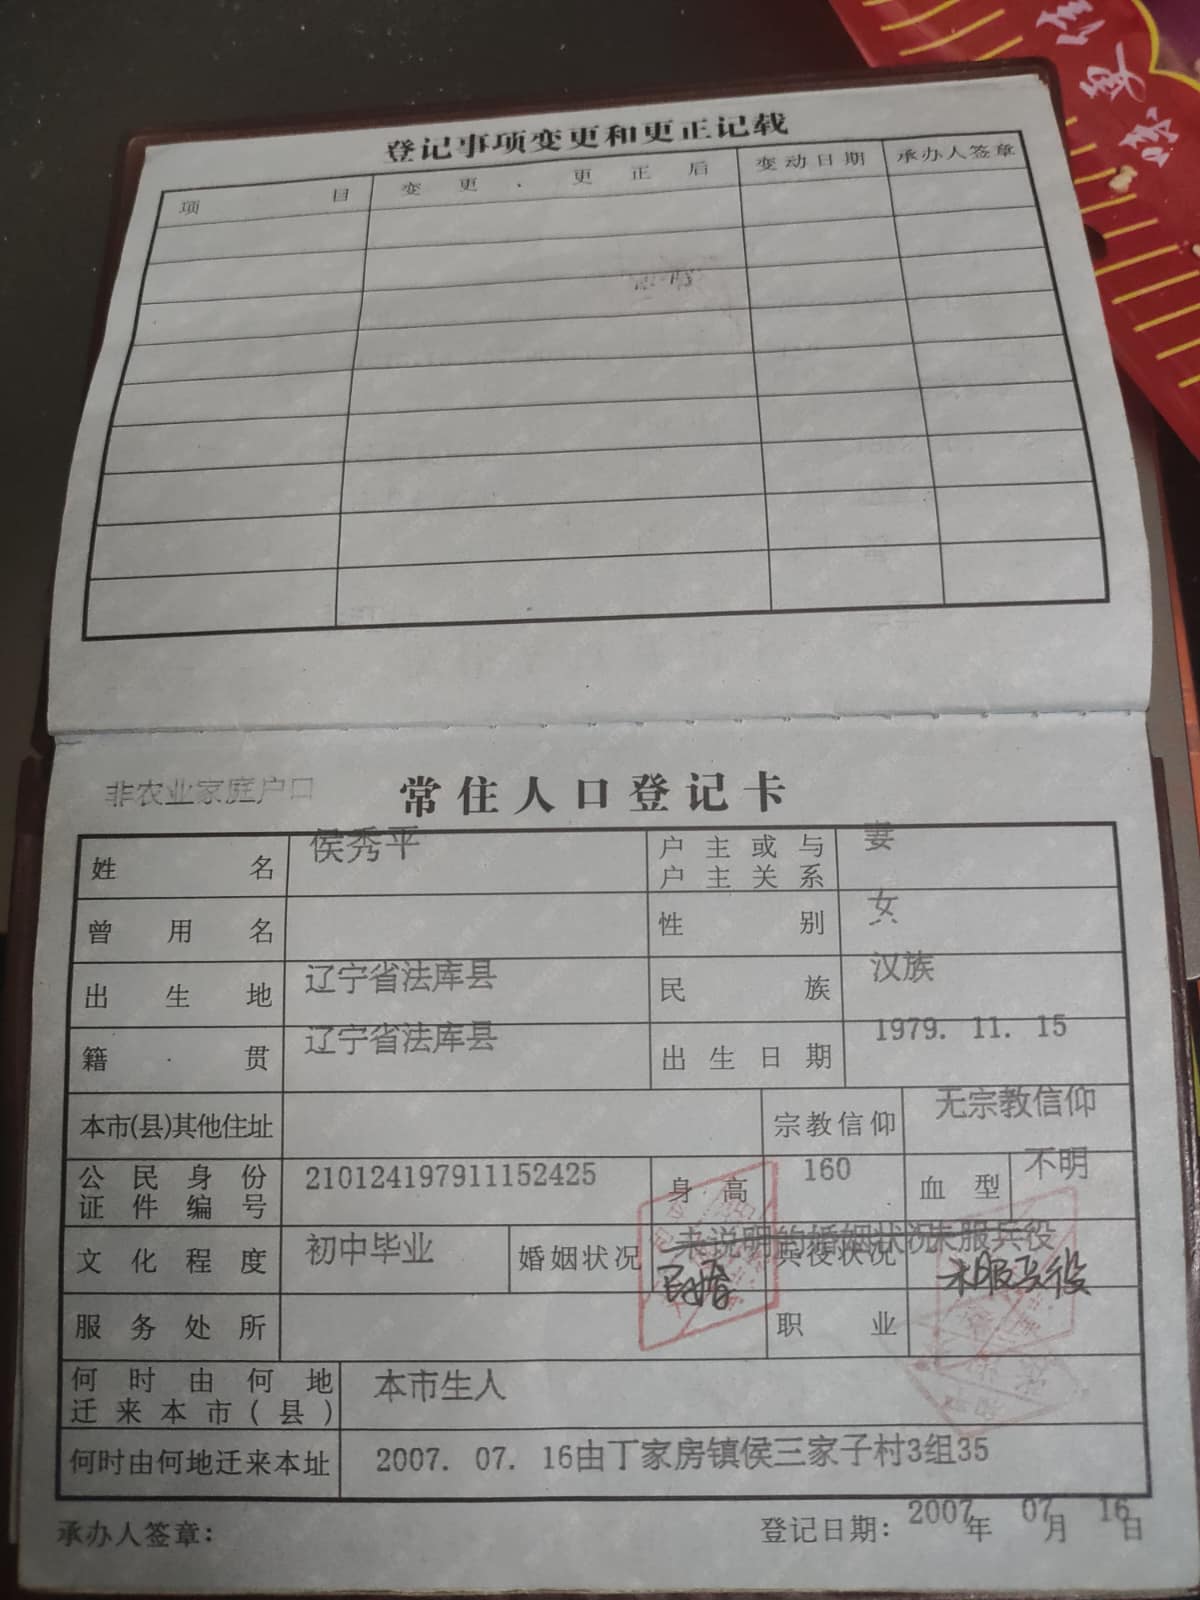 登记事项变更和更正记载
项目 变更、更正后 变动日期 承办人签章
非农业家庭户口 常住人口登记卡
姓名 侯秀平 户主或与户主关系 妻
曾用名 性别 女
出生地 辽宁省法库县 民族 汉族
籍贯 辽宁省法库县 出生日期 1979. 11. 15
本市(县)其他住址 宗教信仰 无宗教信仰
公民身份证件编号 210124197911152425 身高 160 血型 不明
文化程度 初中毕业 婚姻状况 未说明的婚姻状况 兵役状况 未服兵役
未服兵役
服务处所 职业
何时由何地迁来本市(县) 本市生人
何时由何地迁来本址 2007. 07. 16由丁家房镇侯三家子村3组35
承办人签章: 登记日期: 2007年 07月 16日